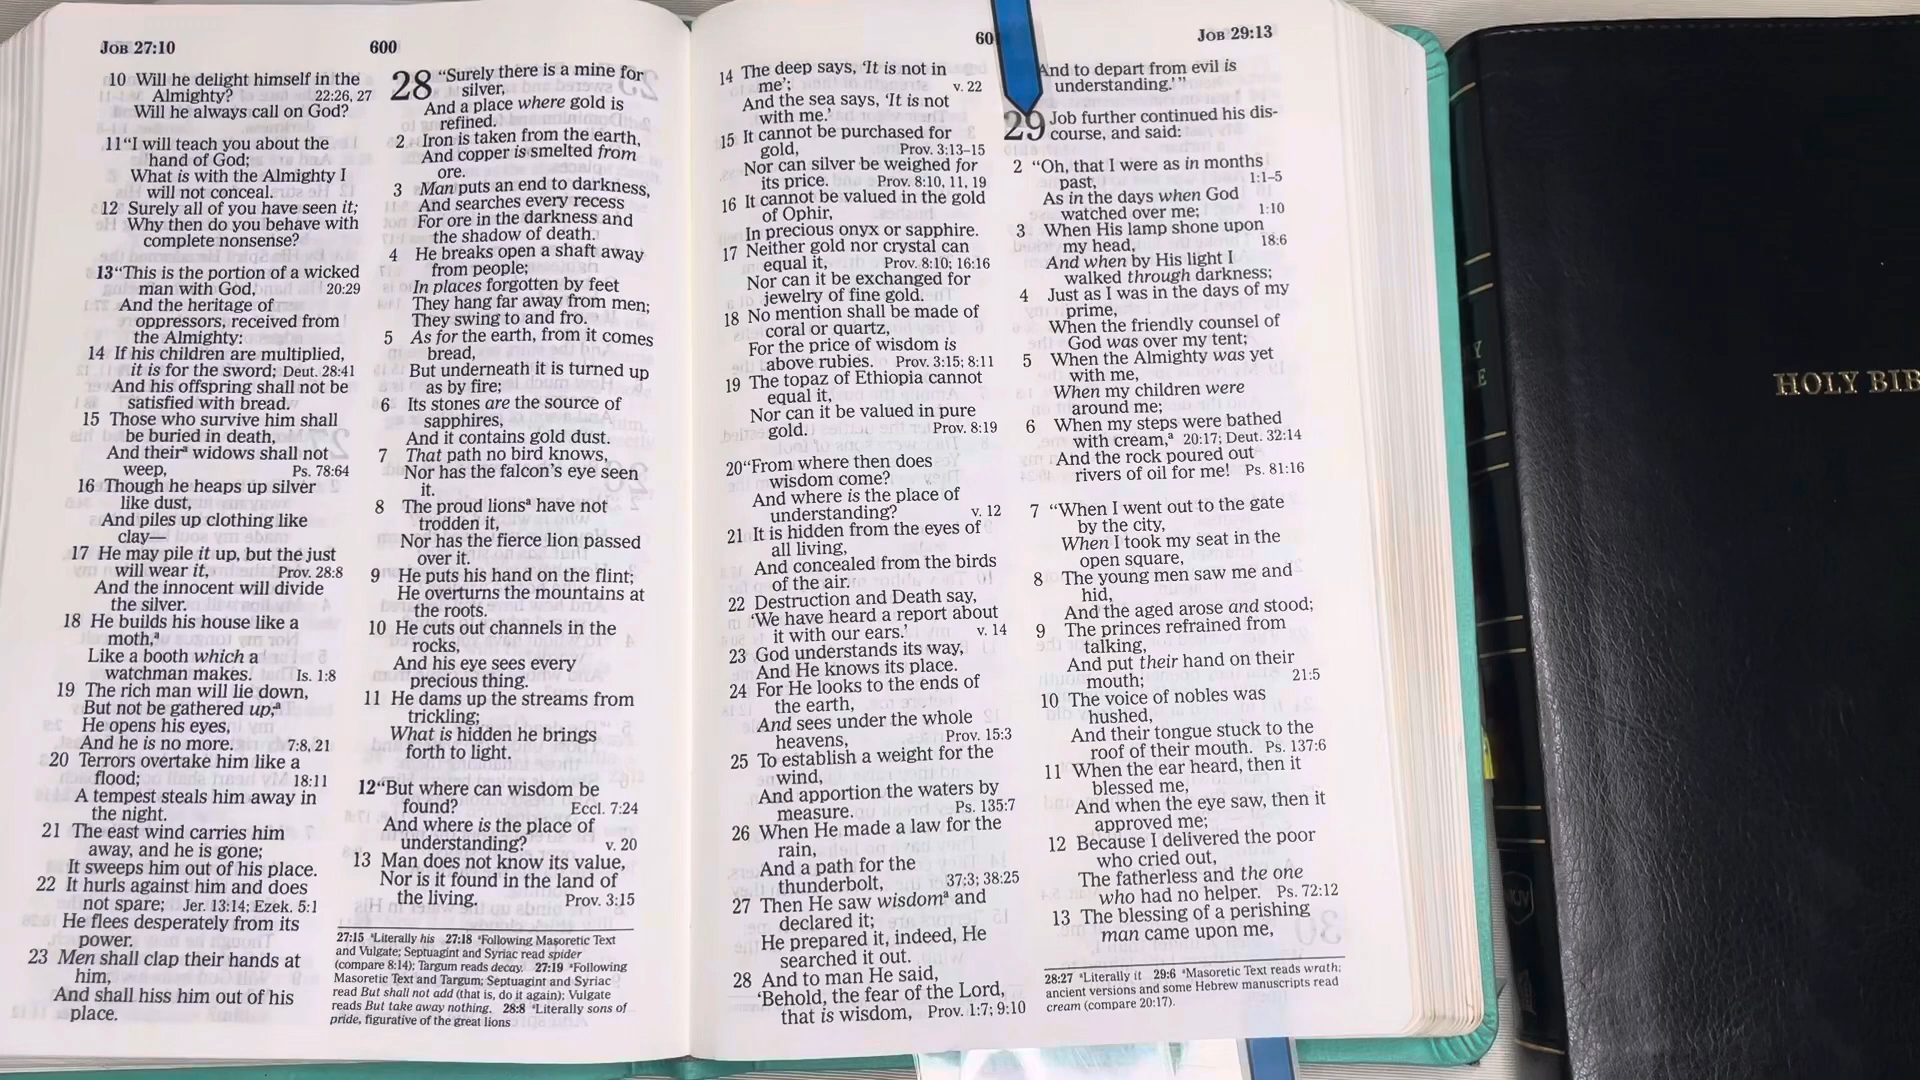 JOB 27:10
600
10 Will he delight himself in the
Almighty? 22:26, 27
Will he always call on God?
11 “I will teach you about the
hand of God;
What is with the Almighty I
will not conceal.
12 Surely all of you have seen it;
Why then do you behave with
complete nonsense?
13 “This is the portion of a wicked
man with God, 20:29
And the heritage of
oppressors, received from
the Almighty:
14 If his children are multiplied,
it is for the sword; Deut. 28:41
And his offspring shall not be
satisfied with bread.
15 Those who survive him shall
be buried in death,
And theirª widows shall not
weep, Ps. 78:64
16 Though he heaps up silver
like dust,
And piles up clothing like
clay—
17 He may pile it up, but the just
will wear it, Prov. 28:8
And the innocent will divide
the silver.
18 He builds his house like a
moth,ª
Like a booth which a
watchman makes. Is. 1:8
19 The rich man will lie down,
But not be gathered up;ª
He opens his eyes,
And he is no more. 7:8, 21
20 Terrors overtake him like a
flood; 18:11
A tempest steals him away in
the night.
21 The east wind carries him
away, and he is gone;
It sweeps him out of his place.
22 It hurls against him and does
not spare; Jer. 13:14; Ezek. 5:1
He flees desperately from its
power.
23 Men shall clap their hands at
him,
And shall hiss him out of his
place.
28 “Surely there is a mine for
silver,
And a place where gold is
refined.
2 Iron is taken from the earth,
And copper is smelted from
ore.
3 Man puts an end to darkness,
And searches every recess
For ore in the darkness and
the shadow of death.
4 He breaks open a shaft away
from people;
In places forgotten by feet
They hang far away from men;
They swing to and fro.
5 As for the earth, from it comes
bread,
But underneath it is turned up
as by fire;
6 Its stones are the source of
sapphires,
And it contains gold dust.
7 That path no bird knows,
Nor has the falcon’s eye seen
it.
8 The proud lionsª have not
trodden it,
Nor has the fierce lion passed
over it.
9 He puts his hand on the flint;
He overturns the mountains at
the roots.
10 He cuts out channels in the
rocks,
And his eye sees every
precious thing.
11 He dams up the streams from
trickling;
What is hidden he brings
forth to light.
12 “But where can wisdom be
found? Eccl. 7:24
And where is the place of
understanding? v. 20
13 Man does not know its value,
Nor is it found in the land of
the living. Prov. 3:15
27:15 ªLiterally his 27:18 ªFollowing Masoretic Text
and Vulgate; Septuagint and Syriac read spider
(compare 8:14); Targum reads decay. 27:19 ªFollowing
Masoretic Text and Targum; Septuagint and Syriac
read But shall not add (that is, do it again); Vulgate
reads But take away nothing. 28:8 ªLiterally sons of
pride, figurative of the great lions
60
JOB 29:13
14 The deep says, ‘It is not in
me’; v. 22
And the sea says, ‘It is not
with me.’
15 It cannot be purchased for
gold, Prov. 3:13–15
Nor can silver be weighed for
its price. Prov. 8:10, 11, 19
16 It cannot be valued in the gold
of Ophir,
In precious onyx or sapphire.
17 Neither gold nor crystal can
equal it, Prov. 8:10; 16:16
Nor can it be exchanged for
jewelry of fine gold.
18 No mention shall be made of
coral or quartz,
For the price of wisdom is
above rubies. Prov. 3:15; 8:11
19 The topaz of Ethiopia cannot
equal it,
Nor can it be valued in pure
gold. Prov. 8:19
20 “From where then does
wisdom come?
And where is the place of
understanding? v. 12
21 It is hidden from the eyes of
all living,
And concealed from the birds
of the air.
22 Destruction and Death say,
‘We have heard a report about
it with our ears.’ v. 14
23 God understands its way,
And He knows its place.
24 For He looks to the ends of
the earth,
And sees under the whole
heavens, Prov. 15:3
25 To establish a weight for the
wind,
And apportion the waters by
measure. Ps. 135:7
26 When He made a law for the
rain,
And a path for the
thunderbolt, 37:3; 38:25
27 Then He saw wisdomª and
declared it;
He prepared it, indeed, He
searched it out.
28 And to man He said,
‘Behold, the fear of the Lord,
that is wisdom, Prov. 1:7; 9:10
And to depart from evil is
understanding.’ ”
29 Job further continued his dis-
course, and said:
2 “Oh, that I were as in months
past, 1:1–5
As in the days when God
watched over me; 1:10
3 When His lamp shone upon
my head, 18:6
And when by His light I
walked through darkness;
4 Just as I was in the days of my
prime,
When the friendly counsel of
God was over my tent;
5 When the Almighty was yet
with me,
When my children were
around me;
6 When my steps were bathed
with cream,ª 20:17; Deut. 32:14
And the rock poured out
rivers of oil for me! Ps. 81:16
7 “When I went out to the gate
by the city,
When I took my seat in the
open square,
8 The young men saw me and
hid,
And the aged arose and stood;
9 The princes refrained from
talking,
And put their hand on their
mouth; 21:5
10 The voice of nobles was
hushed,
And their tongue stuck to the
roof of their mouth. Ps. 137:6
11 When the ear heard, then it
blessed me,
And when the eye saw, then it
approved me;
12 Because I delivered the poor
who cried out,
The fatherless and the one
who had no helper. Ps. 72:12
13 The blessing of a perishing
man came upon me,
28:27 ªLiterally it 29:6 ªMasoretic Text reads wrath;
ancient versions and some Hebrew manuscripts read
cream (compare 20:17).
HOLY BIB
NKJV